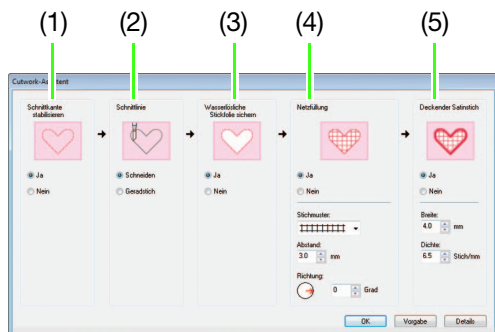 (1) (2) (3) (4) (5)
Cutwork-Assistent
Schnittkante
stabilisieren
Schnittlinie
Wasserlösliche
Stickfolie sichern
Netzfüllung
Deckender Satinstich
Ja
Nein
Schneiden
Geradstich
Ja
Nein
Ja
Nein
Stichmuster:
Abstand:
3.0 mm
Richtung:
0 Grad
Ja
Nein
Breite:
4.0 mm
Dichte:
6.5 Stich/mm
OK Vorgabe Details